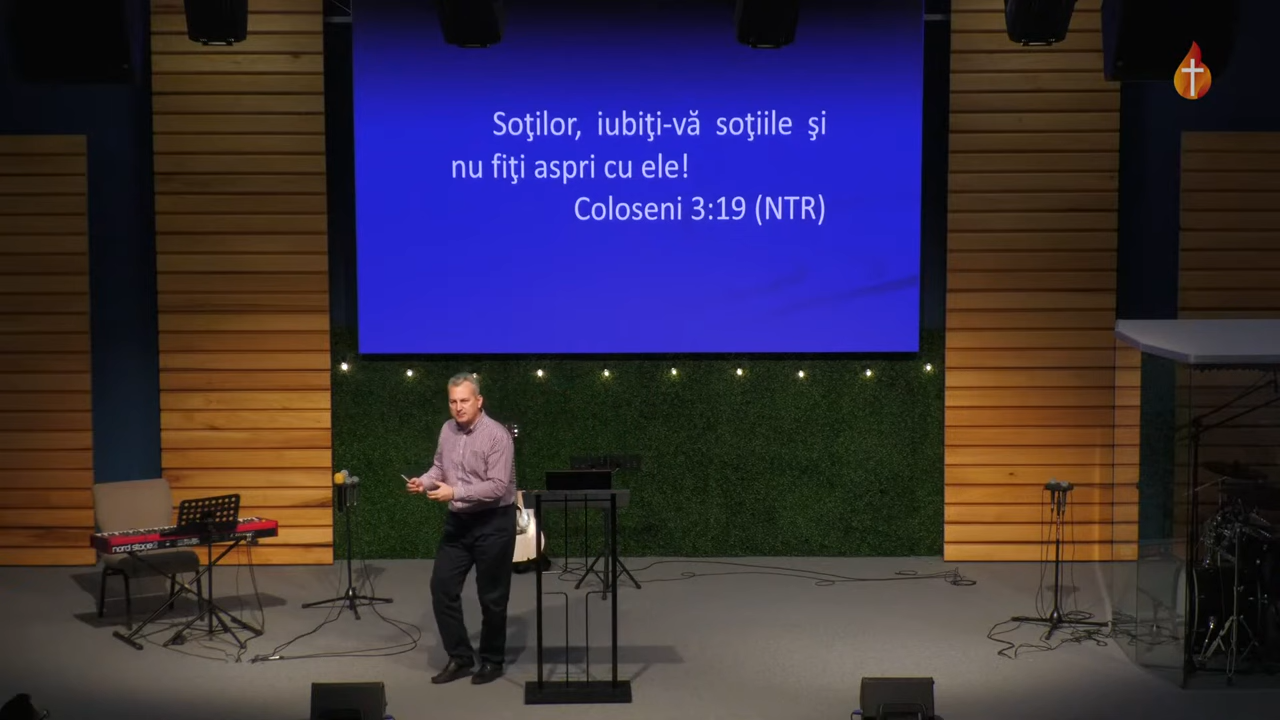 Soţilor, iubiţi-vă soţiile şi
nu fiţi aspri cu ele!
Coloseni 3:19 (NTR)
nord stage